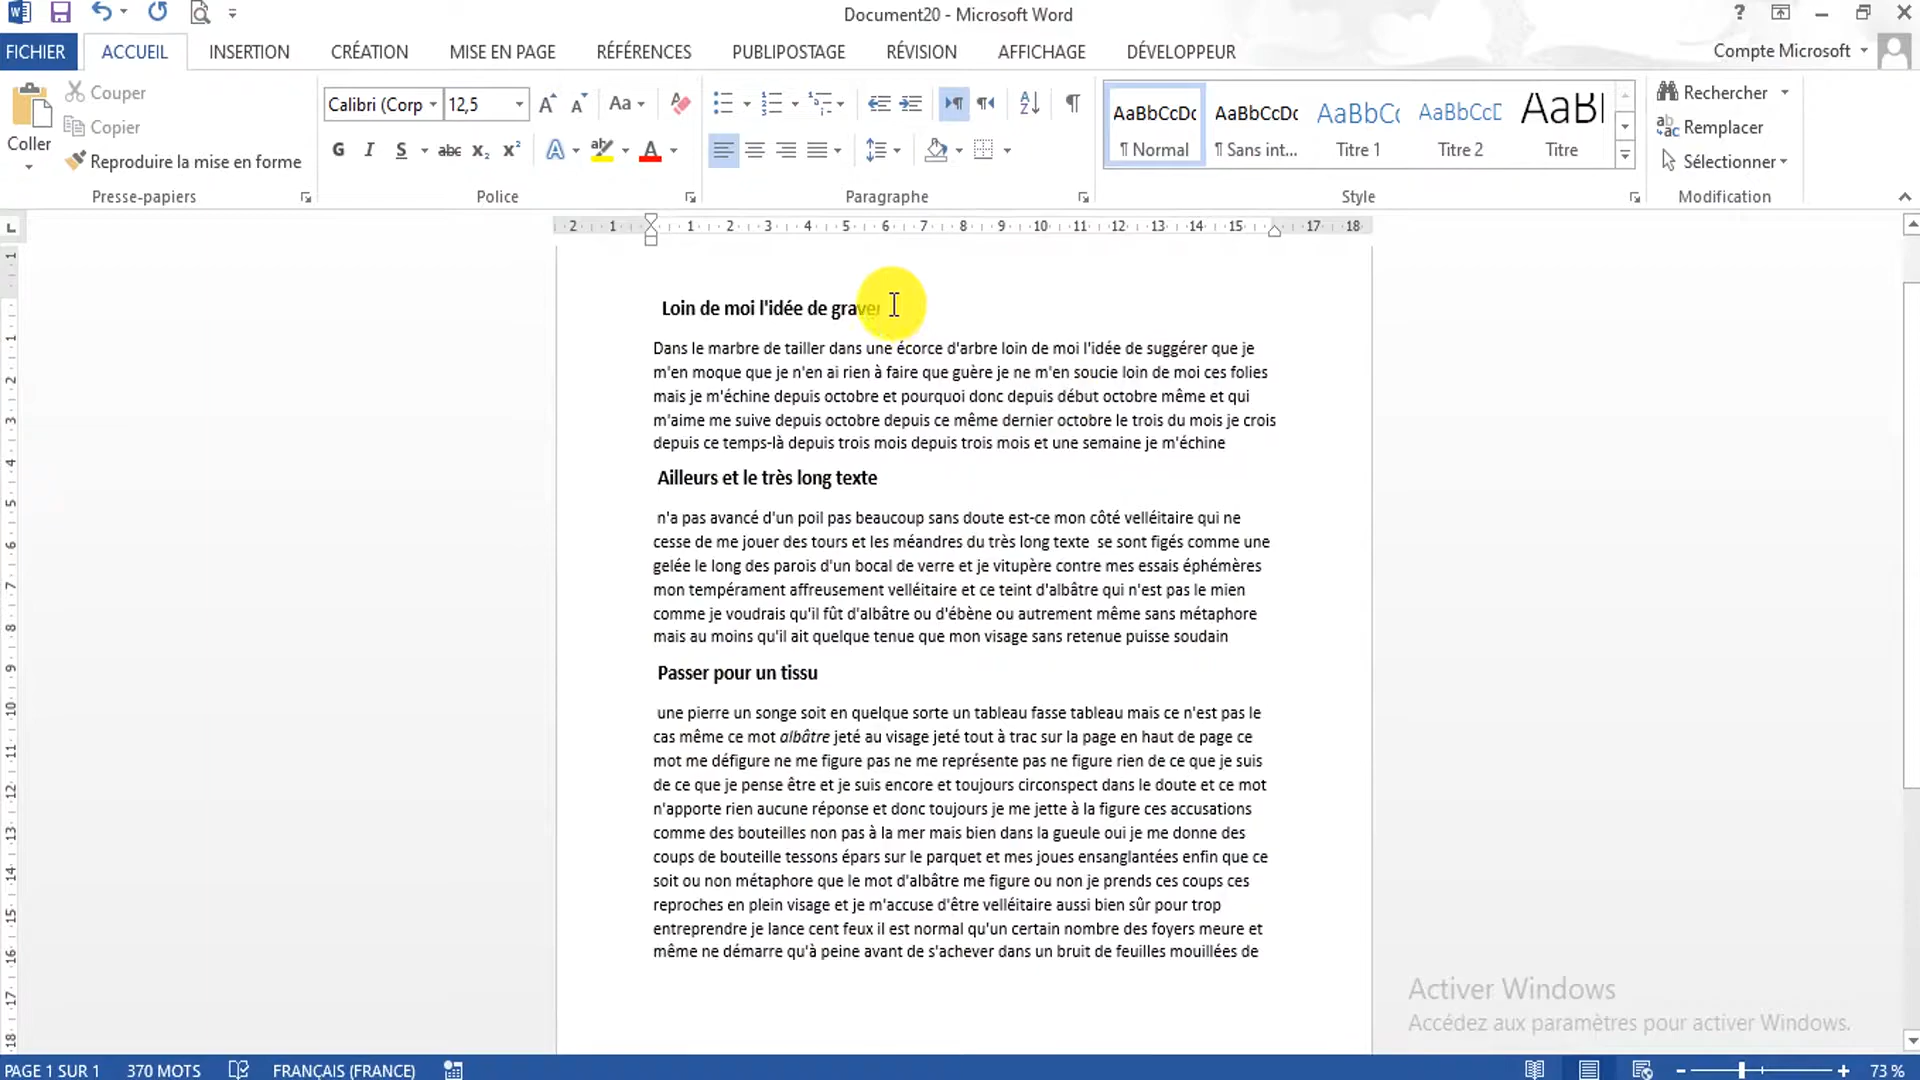 Document20 - Microsoft Word
?
FICHIER ACCUEIL INSERTION CRÉATION MISE EN PAGE RÉFÉRENCES PUBLIPOSTAGE RÉVISION AFFICHAGE DÉVELOPPEUR Compte Microsoft
Coller
Couper
Copier
Reproduire la mise en forme
Presse-papiers
Calibri (Corp 12,5
G I S abc X₂ X²
Police
Paragraphe
AaBbCcDc AaBbCcDc AaBbCc AaBbCcD AaBl
¶ Normal ¶ Sans int... Titre 1 Titre 2 Titre
Style
Rechercher
Remplacer
Sélectionner
Modification
2 1 1 2 3 4 5 6 7 8 9 10 11 12 13 14 15 17 18
Loin de moi l'idée de graver
Dans le marbre de tailler dans une écorce d'arbre loin de moi l'idée de suggérer que je
m'en moque que je n'en ai rien à faire que guère je ne m'en soucie loin de moi ces folies
mais je m'échine depuis octobre et pourquoi donc depuis début octobre même et qui
m'aime me suive depuis octobre depuis ce même dernier octobre le trois du mois je crois
depuis ce temps-là depuis trois mois depuis trois mois et une semaine je m'échine
Ailleurs et le très long texte
n'a pas avancé d'un poil pas beaucoup sans doute est-ce mon côté velléitaire qui ne
cesse de me jouer des tours et les méandres du très long texte se sont figés comme une
gelée le long des parois d'un bocal de verre et je vitupère contre mes essais éphémères
mon tempérament affreusement velléitaire et ce teint d'albâtre qui n'est pas le mien
comme je voudrais qu'il fût d'albâtre ou d'ébène ou autrement même sans métaphore
mais au moins qu'il ait quelque tenue que mon visage sans retenue puisse soudain
Passer pour un tissu
une pierre un songe soit en quelque sorte un tableau fasse tableau mais ce n'est pas le
cas même ce mot albâtre jeté au visage jeté tout à trac sur la page en haut de page ce
mot me défigure ne me figure pas ne me représente pas ne figure rien de ce que je suis
de ce que je pense être et je suis encore et toujours circonspect dans le doute et ce mot
n'apporte rien aucune réponse et donc toujours je me jette à la figure ces accusations
comme des bouteilles non pas à la mer mais bien dans la gueule oui je me donne des
coups de bouteille tessons épars sur le parquet et mes joues ensanglantées enfin que ce
soit ou non métaphore que le mot d'albâtre me figure ou non je prends ces coups ces
reproches en plein visage et je m'accuse d'être velléitaire aussi bien sûr pour trop
entreprendre je lance cent feux il est normal qu'un certain nombre des foyers meure et
même ne démarre qu'à peine avant de s'achever dans un bruit de feuilles mouillées de
Activer Windows
Accédez aux paramètres pour activer Windows.
PAGE 1 SUR 1 370 MOTS FRANÇAIS (FRANCE) 73 %